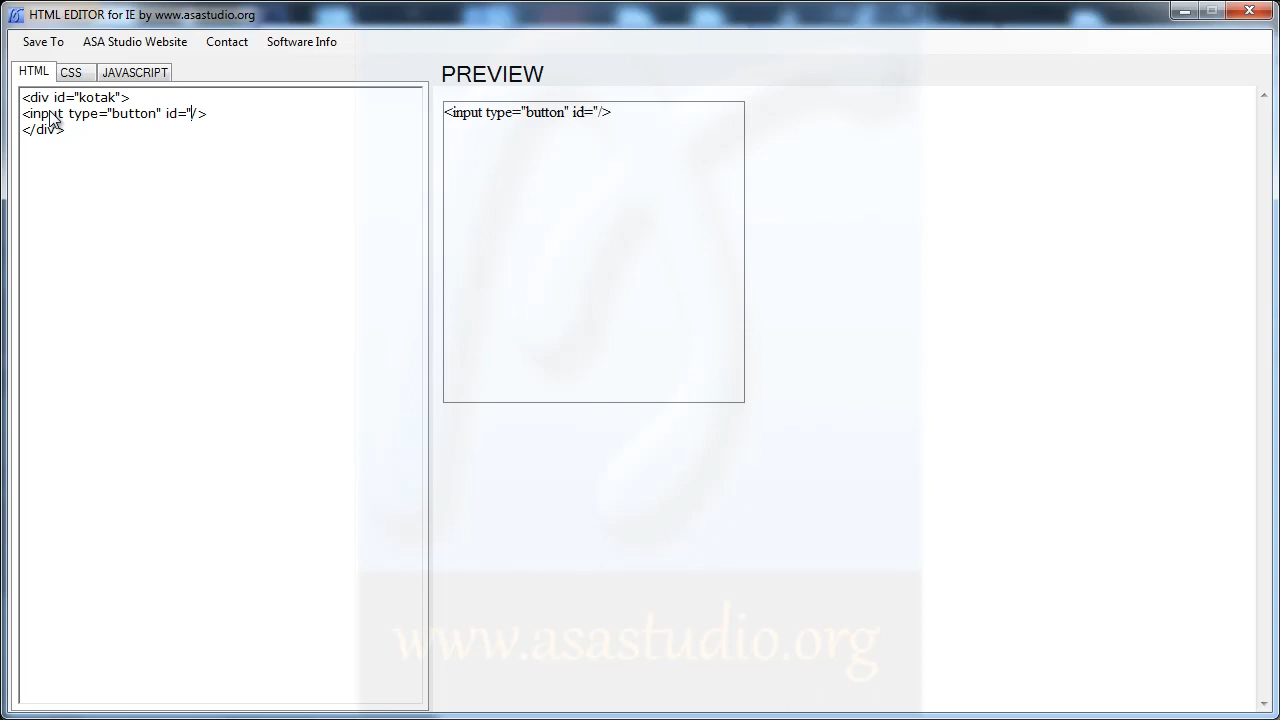 HTML EDITOR for IE by www.asastudio.org
Save To ASA Studio Website Contact Software Info
HTML CSS JAVASCRIPT
<div id="kotak">
<input type="button" id="/>
</div>
PREVIEW
<input type="button" id="/>
www.asastudio.org